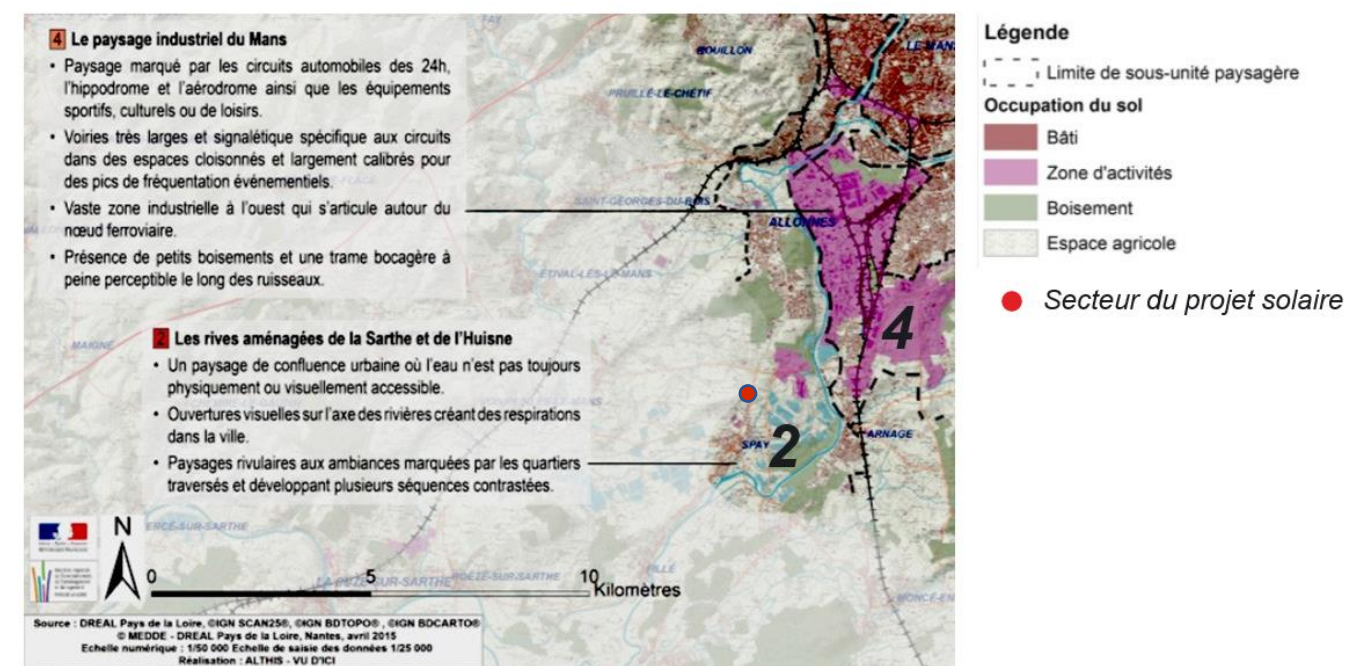 4 Le paysage industriel du Mans
• Paysage marqué par les circuits automobiles des 24h,
l'hippodrome et l'aérodrome ainsi que les équipements
sportifs, culturels ou de loisirs.
• Voiries très larges et signalétique spécifique aux circuits
dans des espaces cloisonnés et largement calibrés pour
des pics de fréquentation événementiels.
• Vaste zone industrielle à l'ouest qui s'articule autour du
nœud ferroviaire.
• Présence de petits boisements et une trame bocagère à
peine perceptible le long des ruisseaux.
2 Les rives aménagées de la Sarthe et de l'Huisne
• Un paysage de confluence urbaine où l'eau n'est pas toujours
physiquement ou visuellement accessible.
• Ouvertures visuelles sur l'axe des rivières créant des respirations
dans la ville.
• Paysages rivulaires aux ambiances marquées par les quartiers
traversés et développant plusieurs séquences contrastées.
FAY
ROUILLON
LE MANS
PRUILLÉ-LE-CHÉTIF
SAINT-GEORGES-DU-BOIS
ALLONNES
ÉTIVAL-LÈS-LE-MANS
MAIGNÉ
4
SPAY
2
ARNAGE
LA SUZE-SUR-SARTHE
ROÉZÉ-SUR-SARTHE
FILLÉ
N
0 5 10 Kilomètres
Source : DREAL Pays de la Loire, ©IGN SCAN25®, ©IGN BDTOPO® , ©IGN BDCARTO®
© MEDDE - DREAL Pays de la Loire, Nantes, avril 2015
Echelle numérique : 1/50 000 Echelle de saisie des données 1/25 000
Réalisation : ALTHIS - VU D'ICI
Légende
Limite de sous-unité paysagère
Occupation du sol
Bâti
Zone d'activités
Boisement
Espace agricole
Secteur du projet solaire